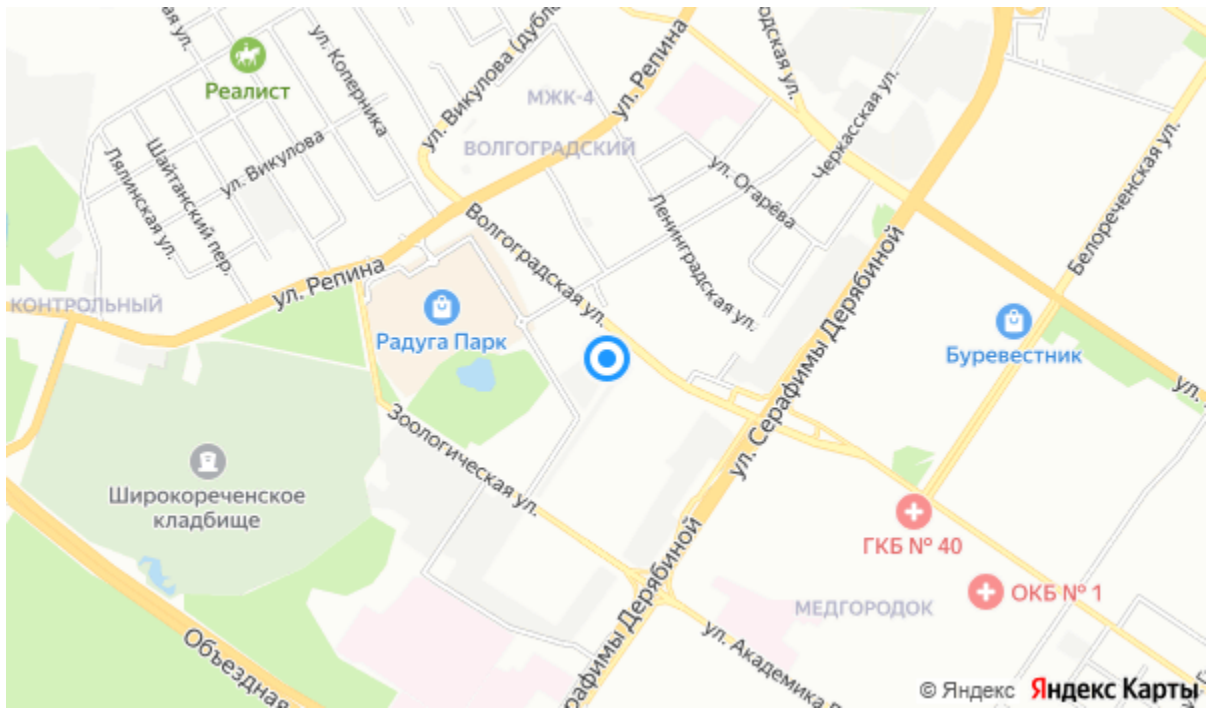 ул. Коперника
Реалист
ул. Викулова (дубл
ул. Репина
МЖК-4
ВОЛГОГРАДСКИЙ
Черкасская ул.
ул. Огарёва
Ленинградская ул.
Белореченская ул.
ул. Викулова
Шайтанский пер.
Лялинская ул.
Волгоградская ул.
ул. Репина
КОНТРОЛЬНЫЙ
Радуга Парк
Буревестник
ул. Серафимы Дерябиной
Зоологическая ул.
Широкореченское
кладбище
ГКБ № 40
ОКБ № 1
МЕДГОРОДОК
ул. Академика
рафимы Дерябиной
Объездная
© Яндекс Яндекс Карты